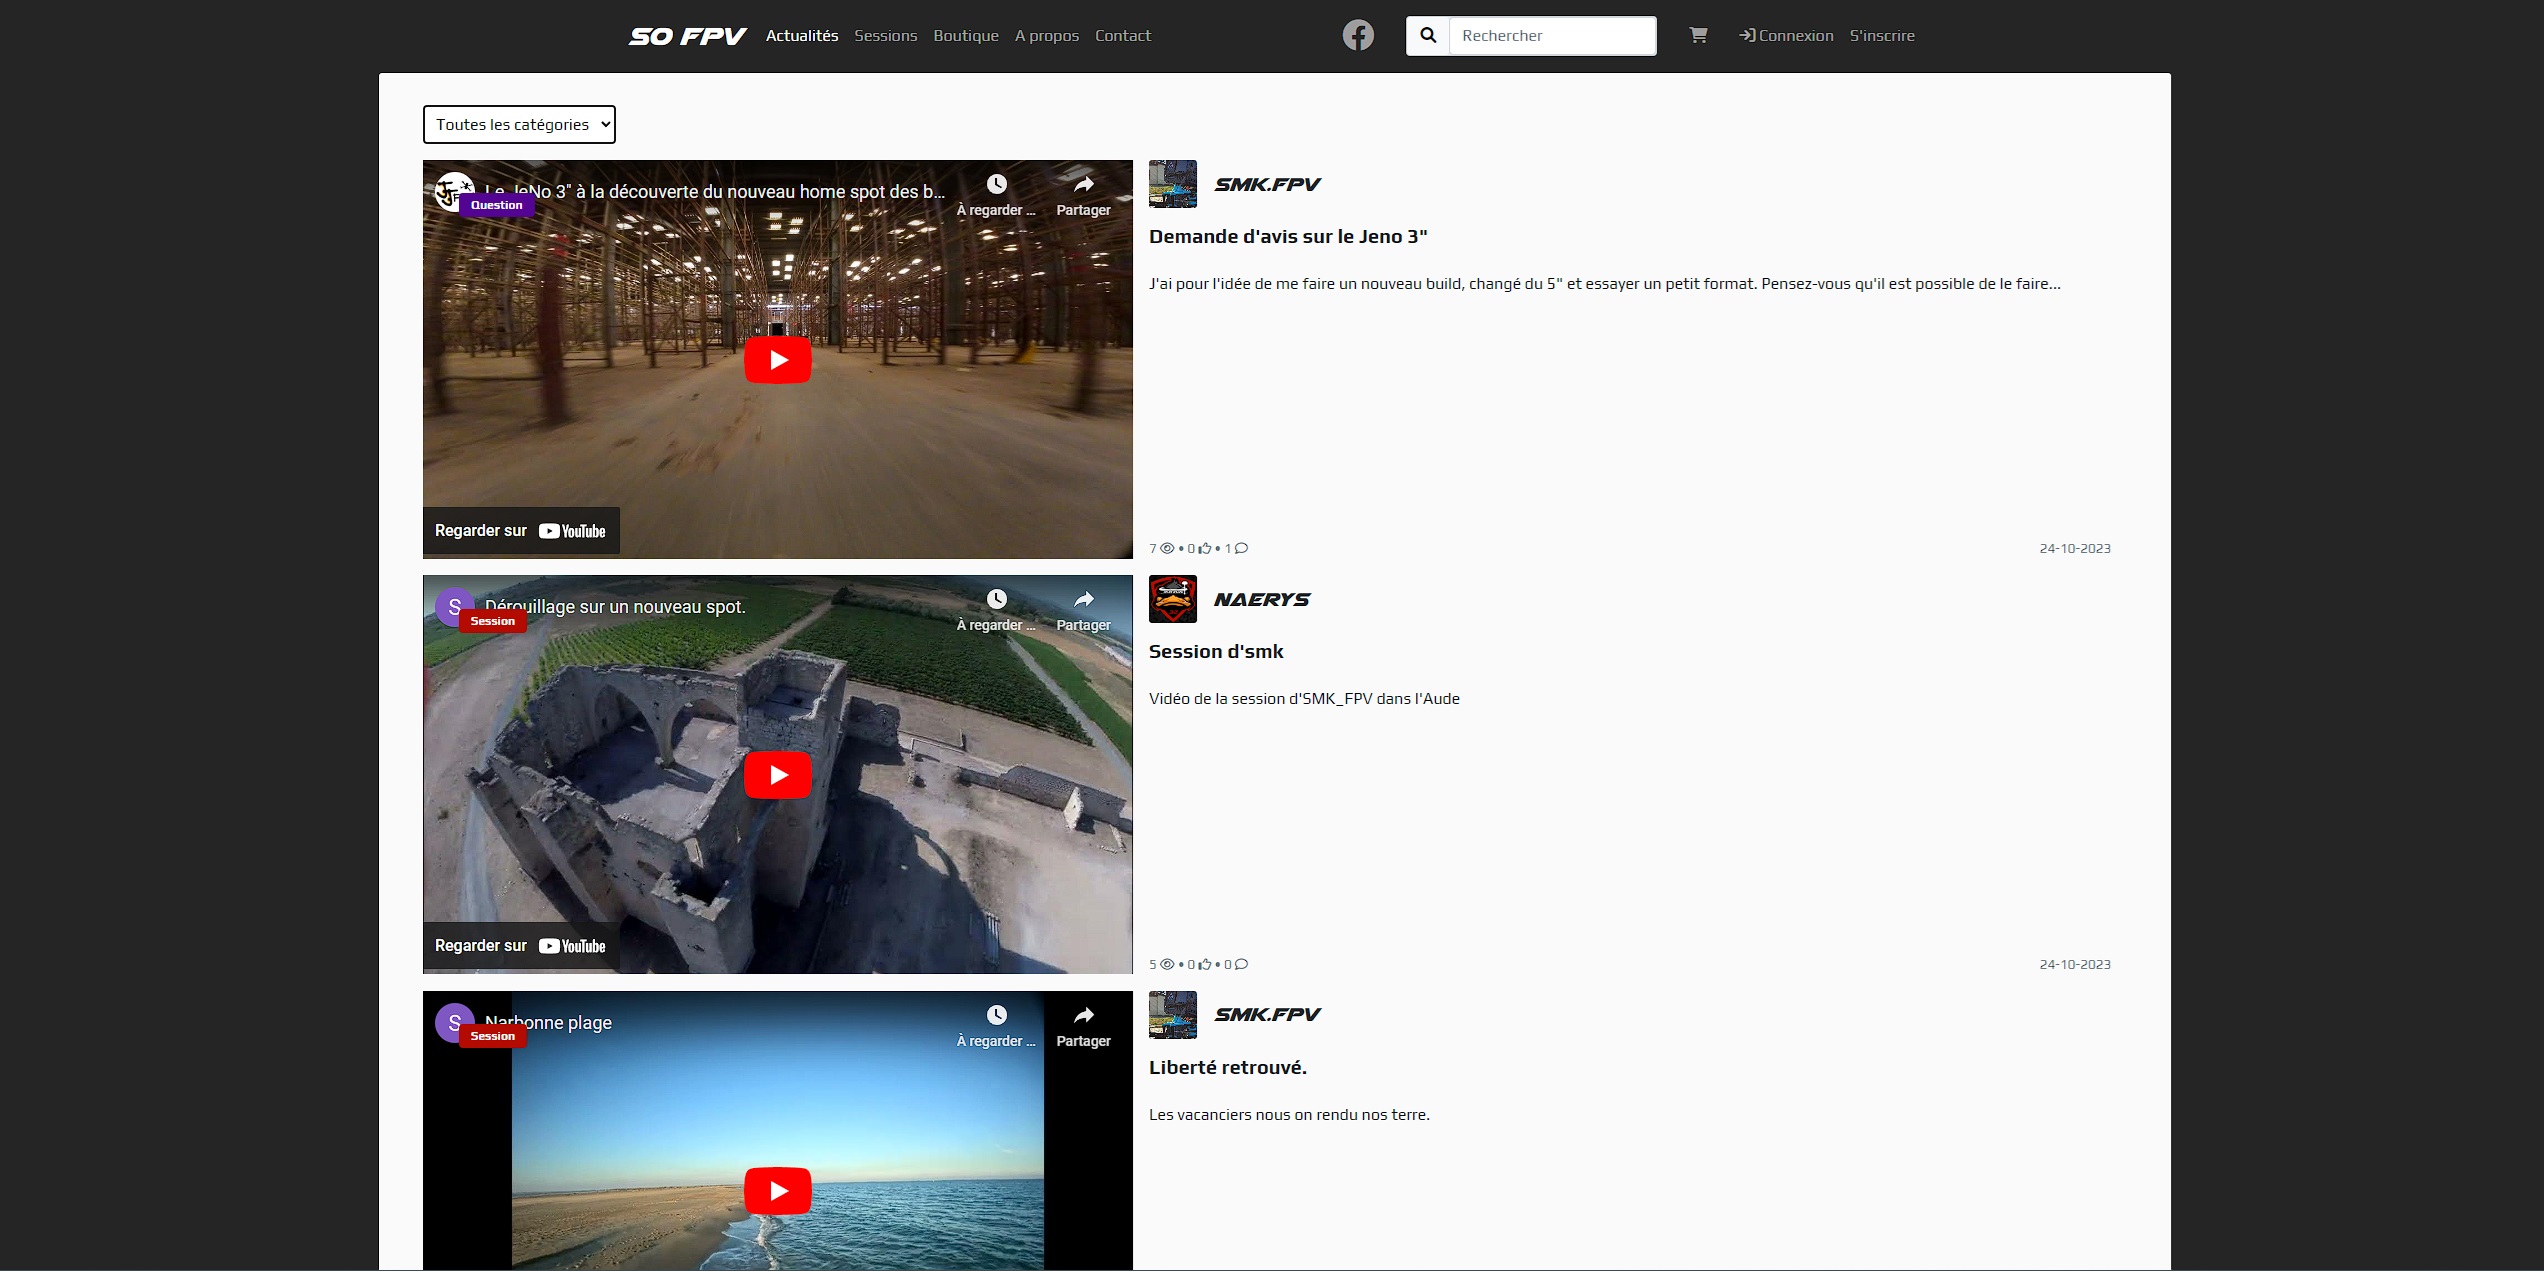 SO FPV Actualités Sessions Boutique A propos Contact Rechercher Connexion S'inscrire
Toutes les catégories
Le JeNo 3" à la découverte du nouveau home spot des b...
Question
À regarder ... Partager
Regarder sur YouTube
SMK.FPV
Demande d'avis sur le Jeno 3"
J'ai pour l'idée de me faire un nouveau build, changé du 5" et essayer un petit format. Pensez-vous qu'il est possible de le faire...
7 • 0 • 1 24-10-2023
S Dérouillage sur un nouveau spot.
Session
À regarder ... Partager
Regarder sur YouTube
NAERYS
Session d'smk
Vidéo de la session d'SMK_FPV dans l'Aude
5 • 0 • 0 24-10-2023
S Narbonne plage
Session
À regarder ... Partager
SMK.FPV
Liberté retrouvé.
Les vacanciers nous on rendu nos terre.